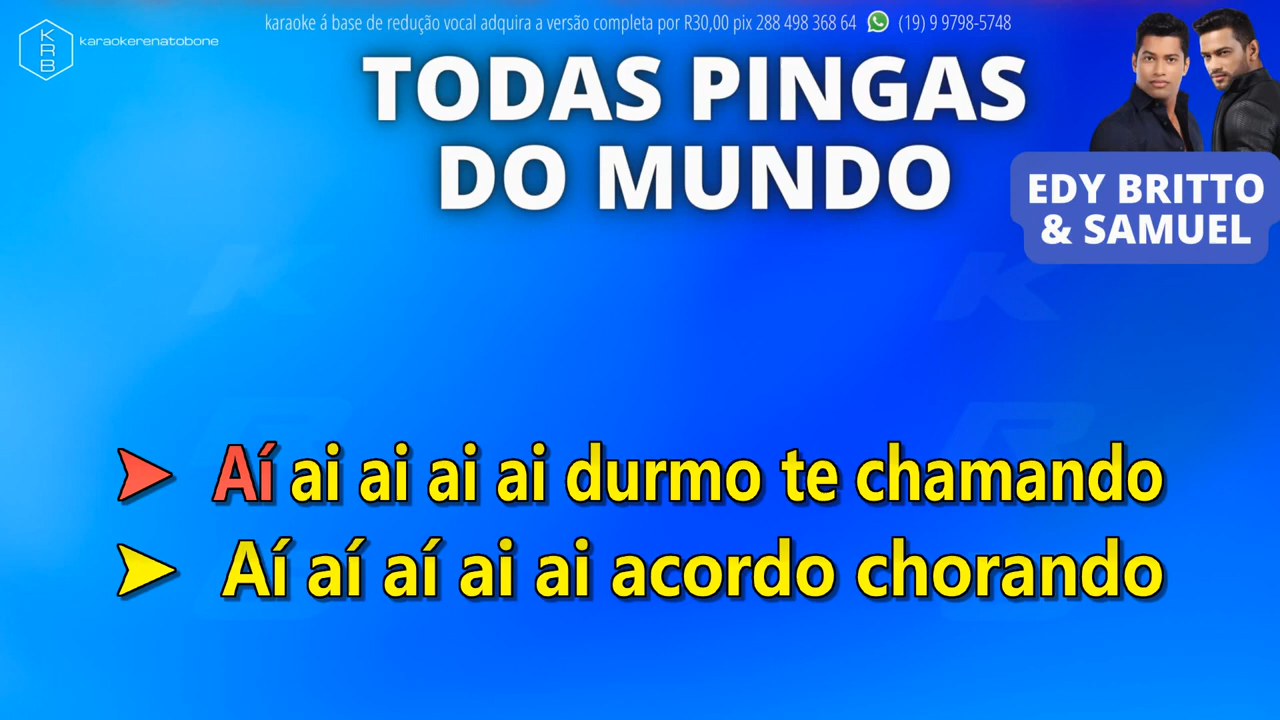 karaoke á base de redução vocal adquira a versão completa por R30,00 pix 288 498 368 64 (19) 9 9798-5748
KRB
karaokerenatobone
TODAS PINGAS
DO MUNDO
EDY BRITTO
& SAMUEL
K K
R R
Aí ai ai ai ai durmo te chamando
Aí aí aí ai ai acordo chorando